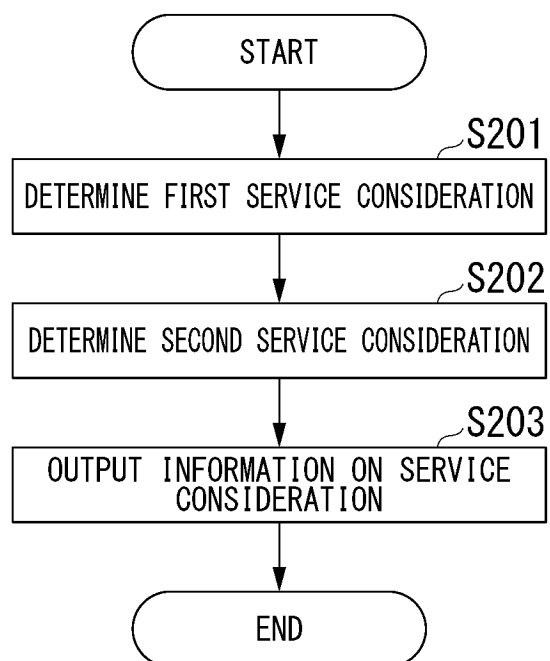 START
S201
DETERMINE FIRST SERVICE CONSIDERATION
S202
DETERMINE SECOND SERVICE CONSIDERATION
S203
OUTPUT INFORMATION ON SERVICE
CONSIDERATION
END